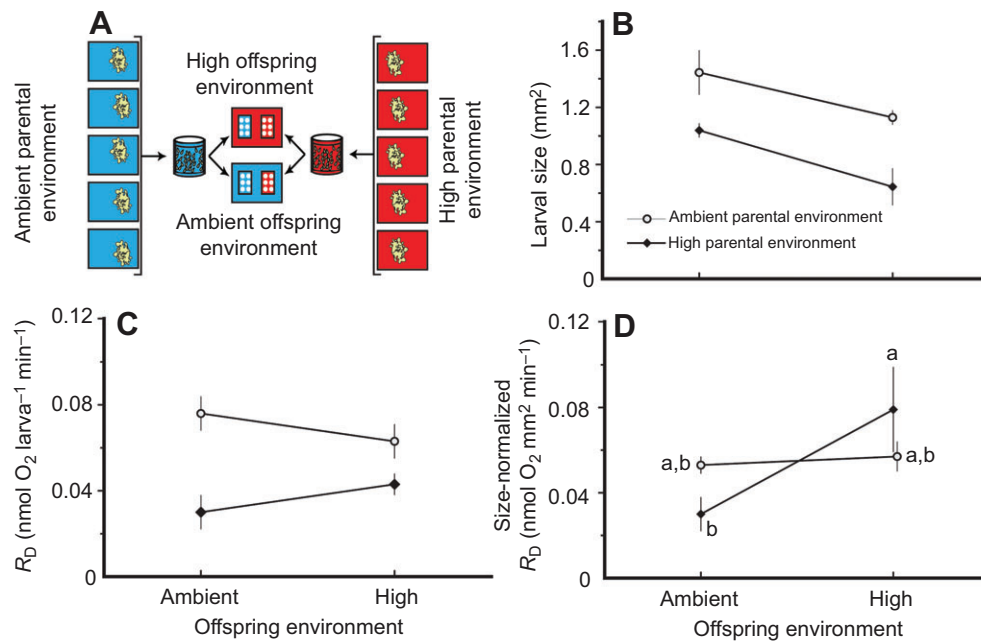 A
High offspring
environment
Ambient parental
environment
High parental
environment
Ambient offspring
environment
B
Larval size (mm²)
1.6
1.2
0.8
0.4
0
Ambient parental environment
High parental environment
C
R_D (nmol O₂ larva⁻¹ min⁻¹)
0.12
0.08
0.04
0
Ambient
High
Offspring environment
D
Size-normalized
R_D (nmol O₂ mm² min⁻¹)
0.12
0.08
0.04
0
a
a,b
a,b
b
Ambient
High
Offspring environment